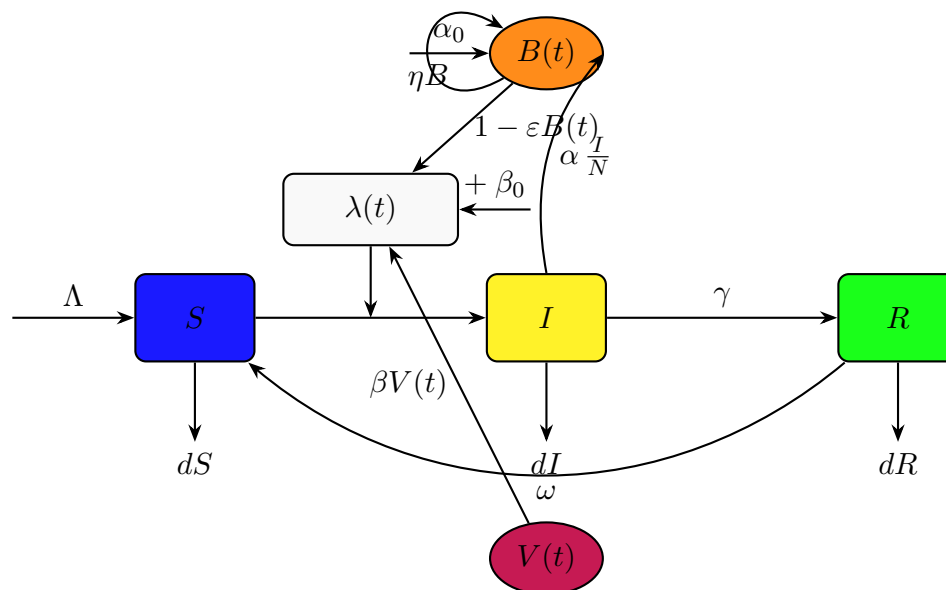 α₀
B(t)
ηB
1 − εB(t)
α I/N
λ(t)
+ β₀
Λ
S
I
γ
R
βV(t)
dS
dI
dR
ω
V(t)